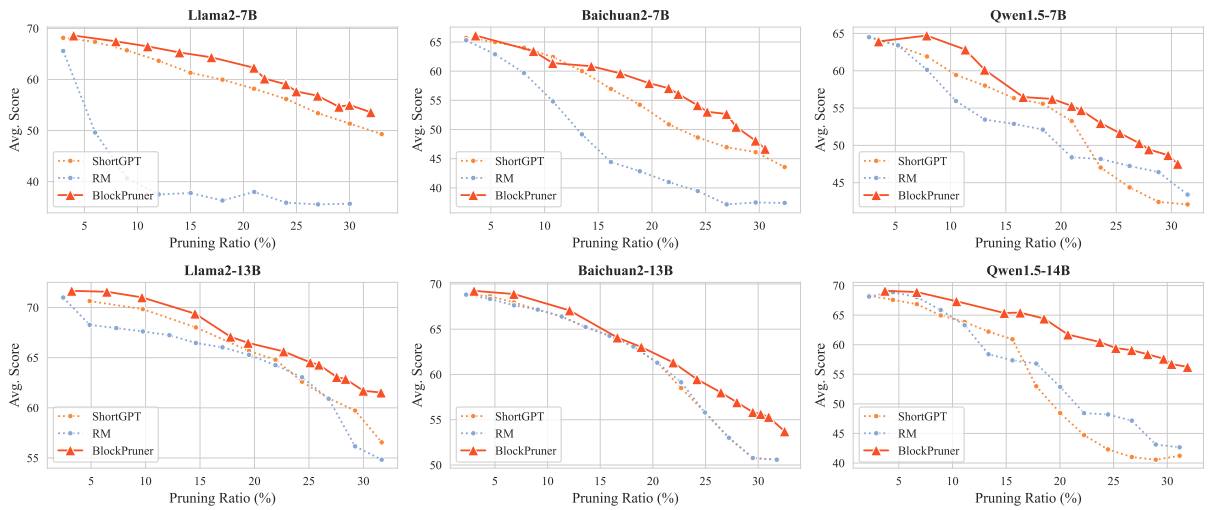 Llama2-7B
Avg. Score
70
60
50
40
ShortGPT
RM
BlockPruner
5 10 15 20 25 30
Pruning Ratio (%)
Baichuan2-7B
Avg. Score
65
60
55
50
45
40
ShortGPT
RM
BlockPruner
5 10 15 20 25 30
Pruning Ratio (%)
Qwen1.5-7B
Avg. Score
65
60
55
50
45
ShortGPT
RM
BlockPruner
5 10 15 20 25 30
Pruning Ratio (%)
Llama2-13B
Avg. Score
70
65
60
55
ShortGPT
RM
BlockPruner
5 10 15 20 25 30
Pruning Ratio (%)
Baichuan2-13B
Avg. Score
70
65
60
55
50
ShortGPT
RM
BlockPruner
5 10 15 20 25 30
Pruning Ratio (%)
Qwen1.5-14B
Avg. Score
70
65
60
55
50
45
40
ShortGPT
RM
BlockPruner
5 10 15 20 25 30
Pruning Ratio (%)